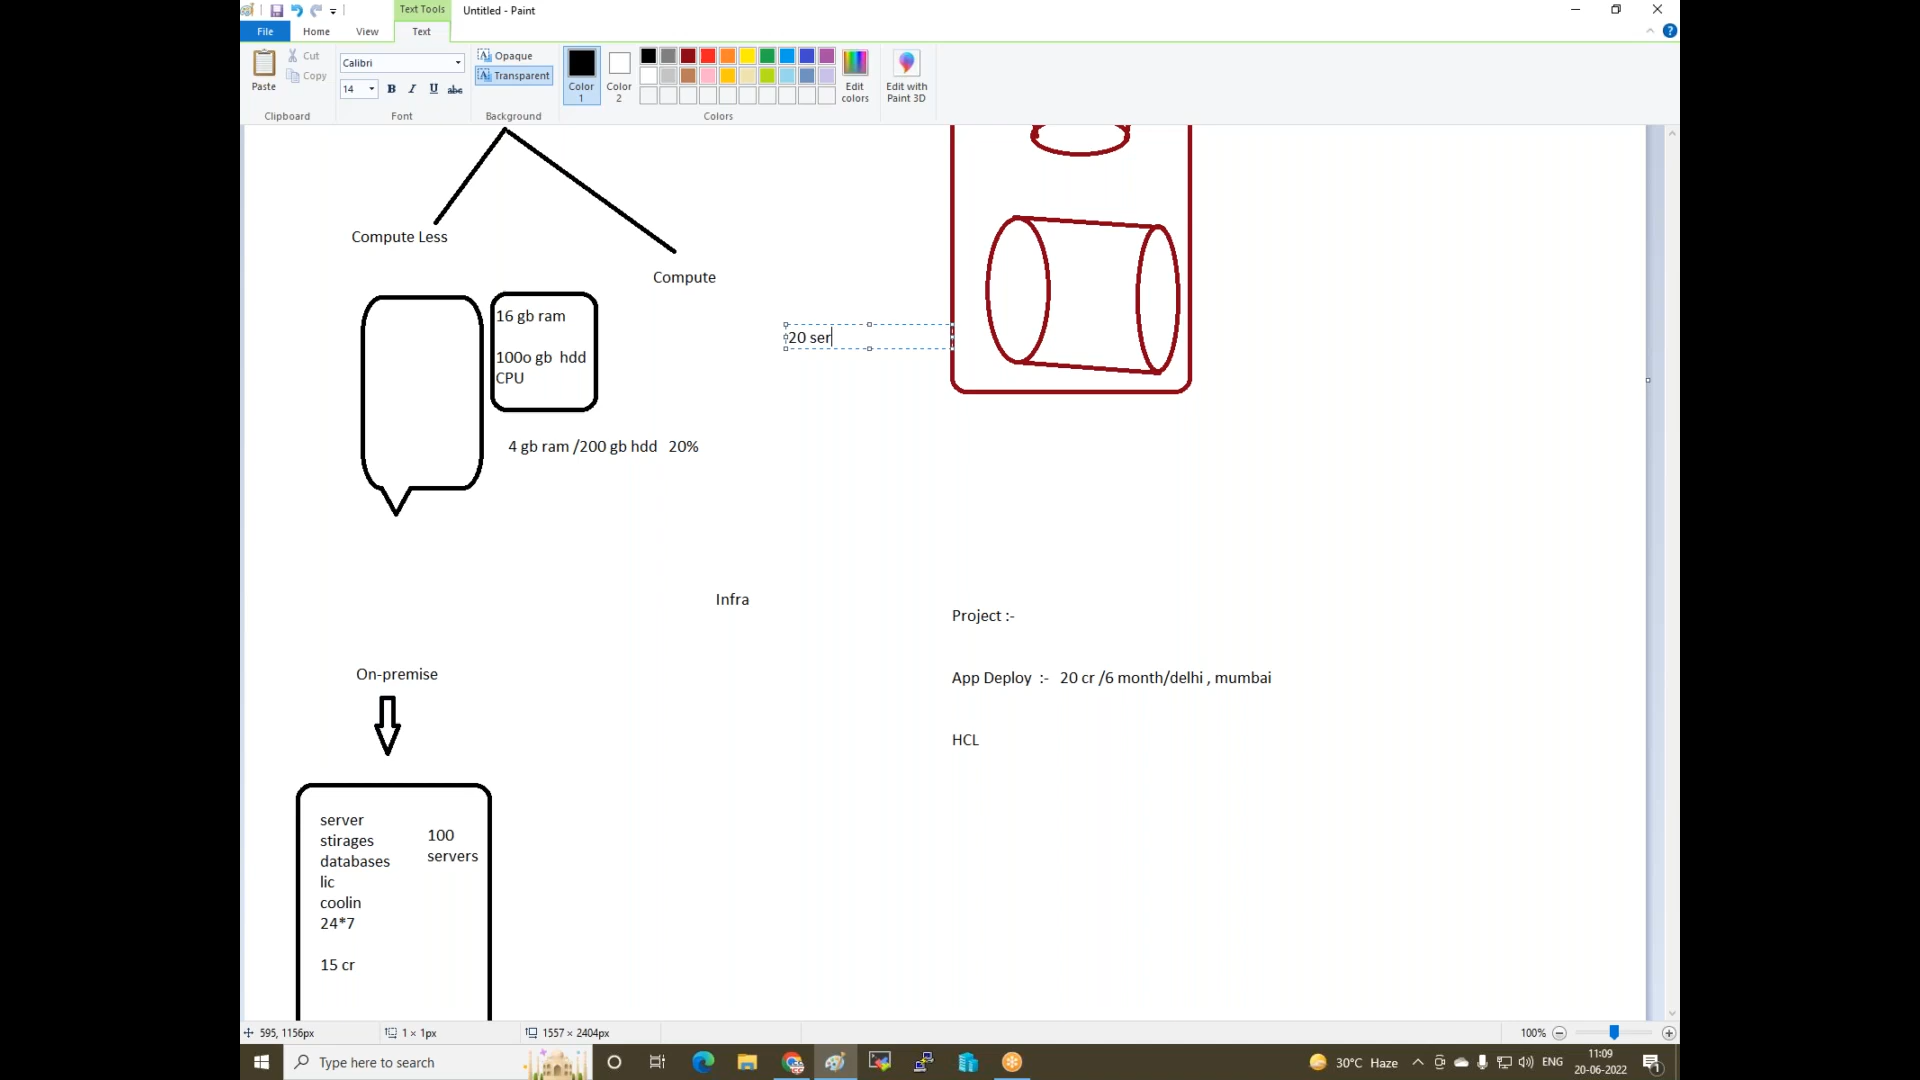 Text Tools
Untitled - Paint
File
Home
View
Text
Paste
Cut
Copy
Clipboard
Calibri
14
B I U abc
Font
Opaque
Transparent
Background
Color 1
Color 2
Edit colors
Colors
Edit with Paint 3D
Compute Less
Compute
16 gb ram
100o gb hdd
CPU
20 ser
4 gb ram /200 gb hdd 20%
Infra
Project :-
On-premise
App Deploy :- 20 cr /6 month/delhi , mumbai
HCL
server
stirages
databases
lic
coolin
24*7
15 cr
100
servers
595, 1156px
1 × 1px
1557 × 2404px
100%
Type here to search
30°C Haze
ENG
11:09
20-06-2022
1